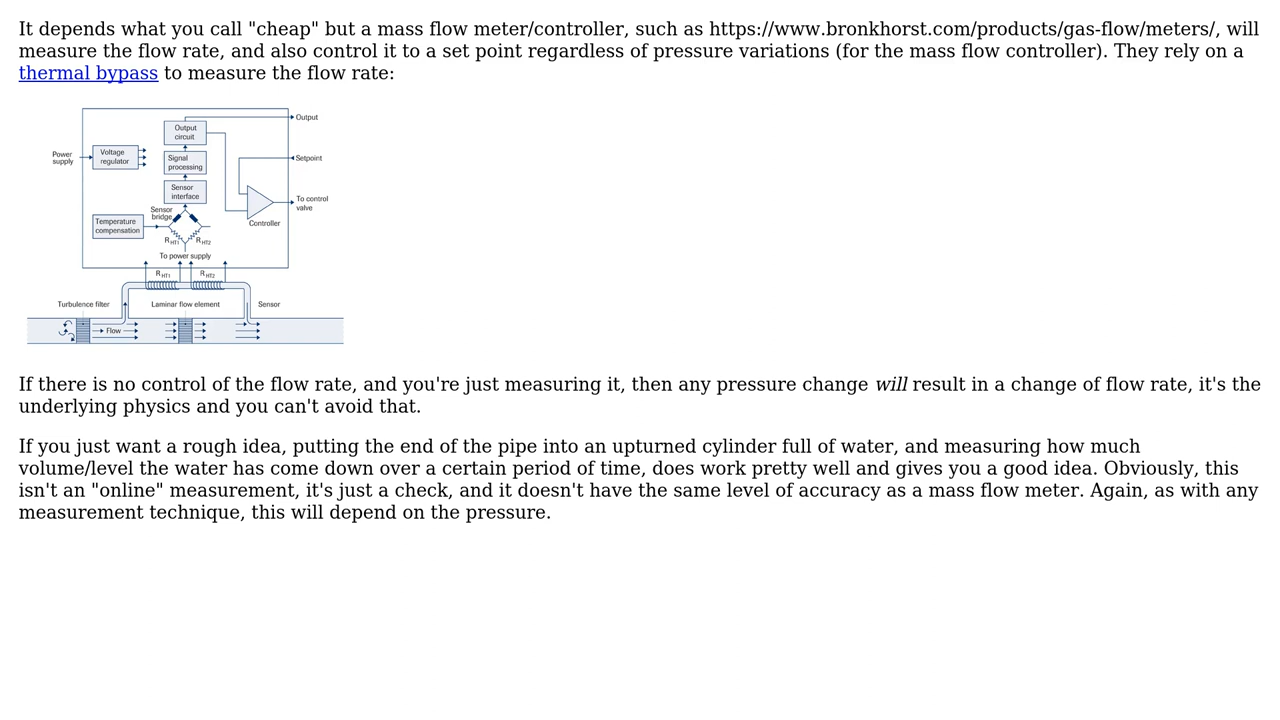 It depends what you call "cheap" but a mass flow meter/controller, such as https://www.bronkhorst.com/products/gas-flow/meters/, will
measure the flow rate, and also control it to a set point regardless of pressure variations (for the mass flow controller). They rely on a
thermal bypass to measure the flow rate:
Output
Output
circuit
Power
supply
Voltage
regulator
Signal
processing
Setpoint
Sensor
interface
To control
valve
Sensor
bridge
Temperature
compensation
Controller
RHT1 RHT2
To power supply
RHT1 RHT2
Turbulence filter Laminar flow element Sensor
Flow
If there is no control of the flow rate, and you're just measuring it, then any pressure change will result in a change of flow rate, it's the
underlying physics and you can't avoid that.
If you just want a rough idea, putting the end of the pipe into an upturned cylinder full of water, and measuring how much
volume/level the water has come down over a certain period of time, does work pretty well and gives you a good idea. Obviously, this
isn't an "online" measurement, it's just a check, and it doesn't have the same level of accuracy as a mass flow meter. Again, as with any
measurement technique, this will depend on the pressure.